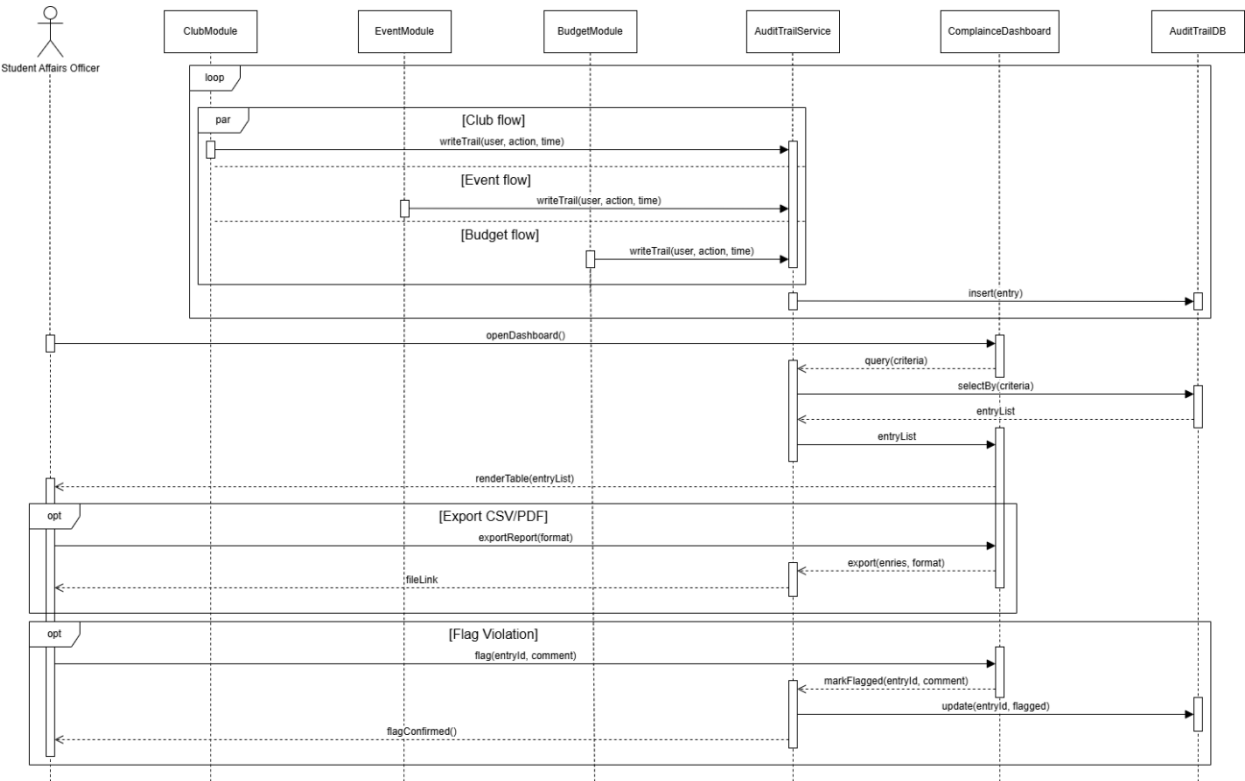 ClubModule
EventModule
BudgetModule
AuditTrailService
ComplainceDashboard
AuditTrailDB
Student Affairs Officer
loop
par
[Club flow]
writeTrail(user, action, time)
[Event flow]
writeTrail(user, action, time)
[Budget flow]
writeTrail(user, action, time)
insert(entry)
openDashboard()
query(criteria)
selectBy(criteria)
entryList
entryList
renderTable(entryList)
opt
[Export CSV/PDF]
exportReport(format)
export(enries, format)
fileLink
opt
[Flag Violation]
flag(entryId, comment)
markFlagged(entryId, comment)
update(entryId, flagged)
flagConfirmed()